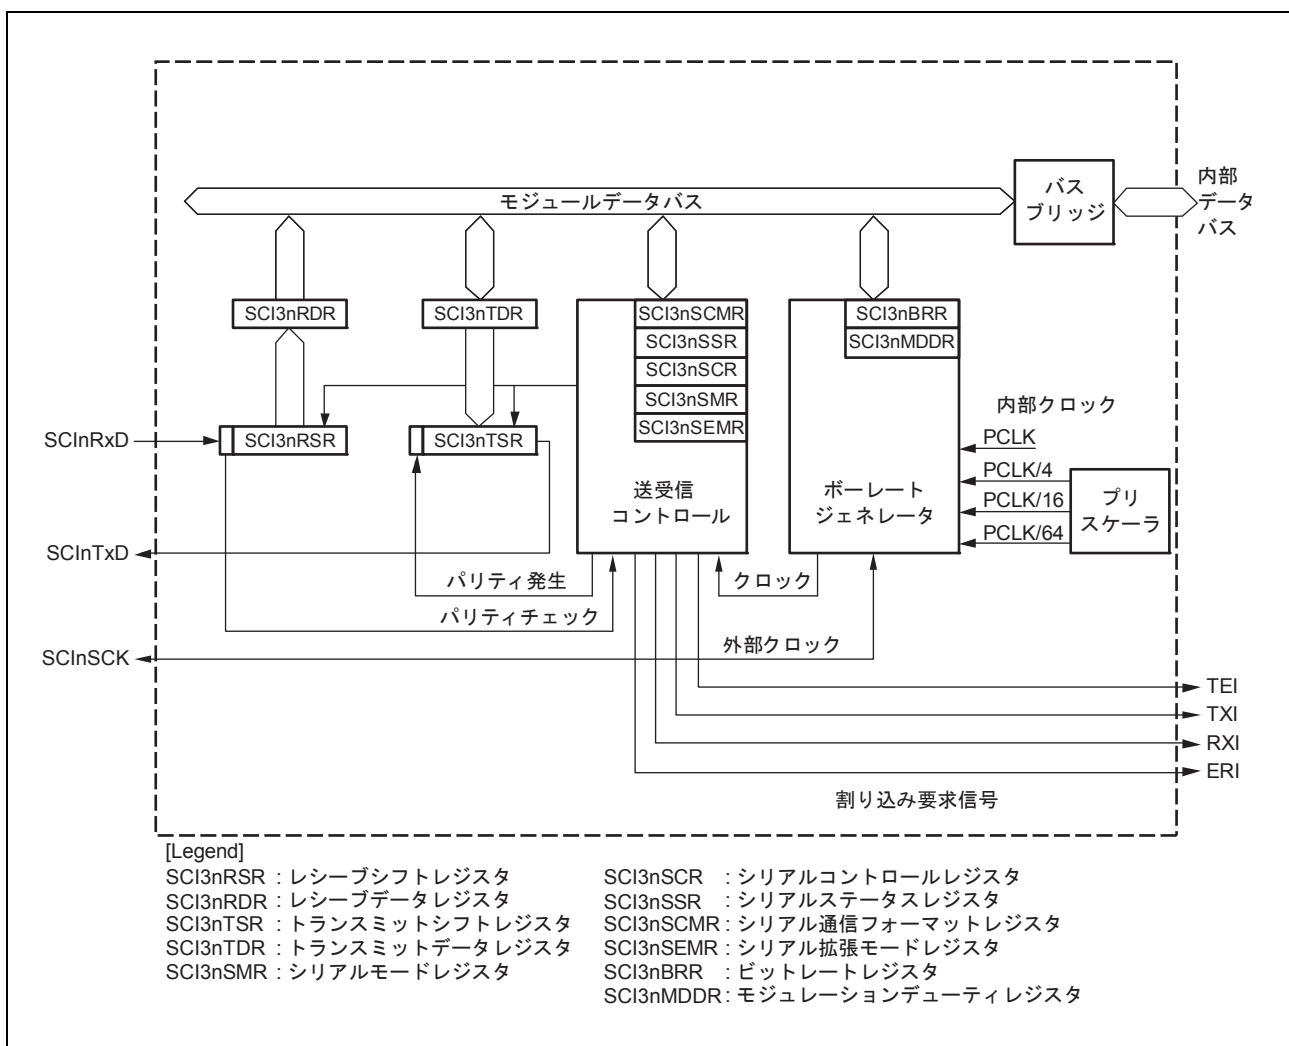 内部
データ
バス
バス
ブリッジ
モジュールデータバス
SCI3nRDR
SCI3nTDR
SCI3nSCMR
SCI3nSSR
SCI3nSCR
SCI3nSMR
SCI3nSEMR
SCI3nBRR
SCI3nMDDR
内部クロック
SCInRxD
SCI3nRSR
SCI3nTSR
PCLK
PCLK/4
PCLK/16
PCLK/64
送受信
コントロール
ボーレート
ジェネレータ
プリ
スケーラ
SCInTxD
パリティ発生
クロック
パリティチェック
外部クロック
SCInSCK
TEI
TXI
RXI
ERI
割り込み要求信号
[Legend]
SCI3nRSR : レシーブシフトレジスタ
SCI3nRDR : レシーブデータレジスタ
SCI3nTSR : トランスミットシフトレジスタ
SCI3nTDR : トランスミットデータレジスタ
SCI3nSMR : シリアルモードレジスタ
SCI3nSCR : シリアルコントロールレジスタ
SCI3nSSR : シリアルステータスレジスタ
SCI3nSCMR : シリアル通信フォーマットレジスタ
SCI3nSEMR : シリアル拡張モードレジスタ
SCI3nBRR : ビットレートレジスタ
SCI3nMDDR : モジュレーションデューティレジスタ